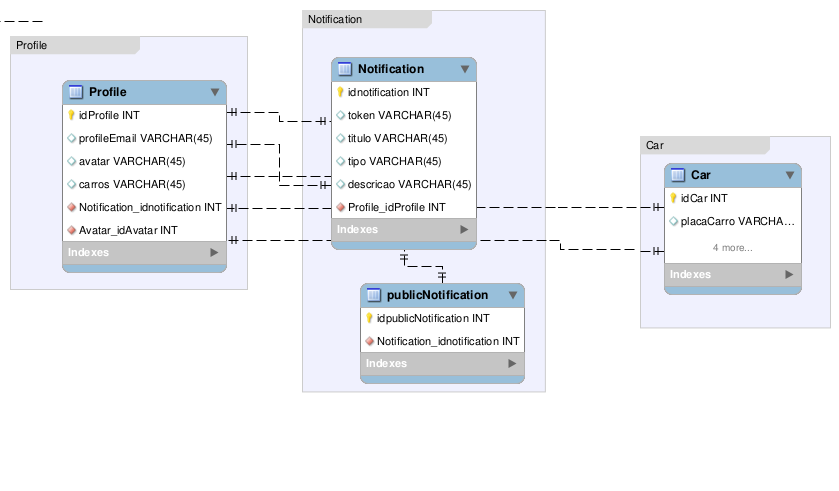 Profile
Profile
idProfile INT
profileEmail VARCHAR(45)
avatar VARCHAR(45)
carros VARCHAR(45)
Notification_idnotification INT
Avatar_idAvatar INT
Indexes
Notification
Notification
idnotification INT
token VARCHAR(45)
titulo VARCHAR(45)
tipo VARCHAR(45)
descricao VARCHAR(45)
Profile_idProfile INT
Indexes
publicNotification
idpublicNotification INT
Notification_idnotification INT
Indexes
Car
Car
idCar INT
placaCarro VARCHA...
4 more...
Indexes